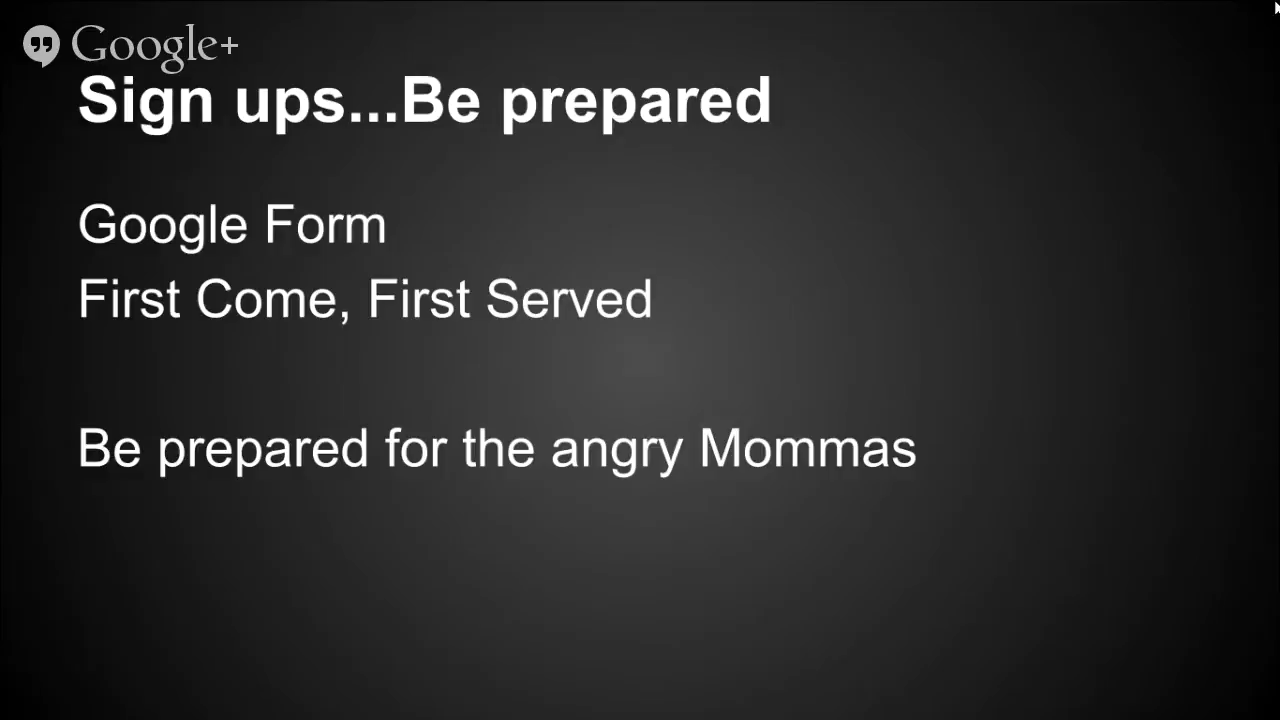 Google+
Sign ups...Be prepared
Google Form
First Come, First Served
Be prepared for the angry Mommas